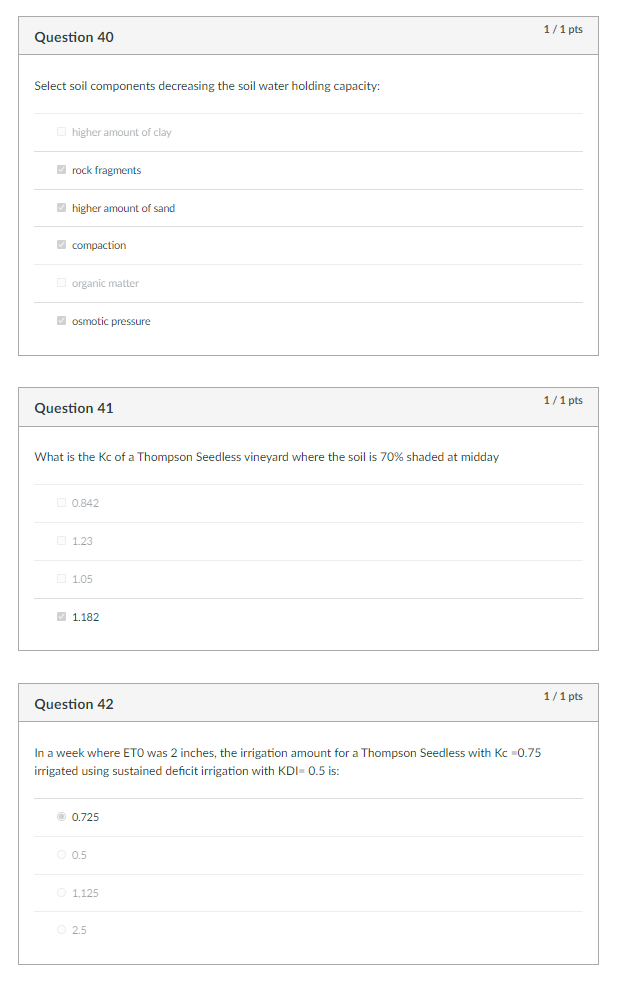 Question 40
1 / 1 pts
Select soil components decreasing the soil water holding capacity:
higher amount of clay
rock fragments
higher amount of sand
compaction
organic matter
osmotic pressure
Question 41
1 / 1 pts
What is the Kc of a Thompson Seedless vineyard where the soil is 70% shaded at midday
0.842
1.23
1.05
1.182
Question 42
1 / 1 pts
In a week where ET0 was 2 inches, the irrigation amount for a Thompson Seedless with Kc =0.75
irrigated using sustained deficit irrigation with KDI= 0.5 is:
0.725
0.5
1,125
2.5